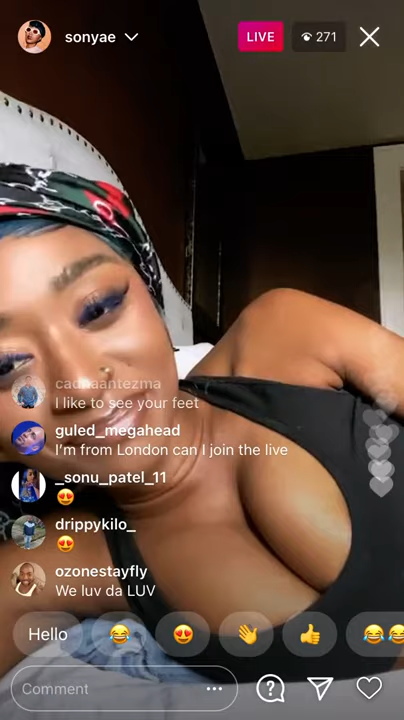 sonyae
LIVE
271
cadnaantezma
I like to see your feet
guled_megahead
I'm from London can I join the live
_sonu_patel_11
😍
drippykilo_
😍
ozonestayfly
We luv da LUV
Hello 😂 😍 👋 👍 😂😂
Comment